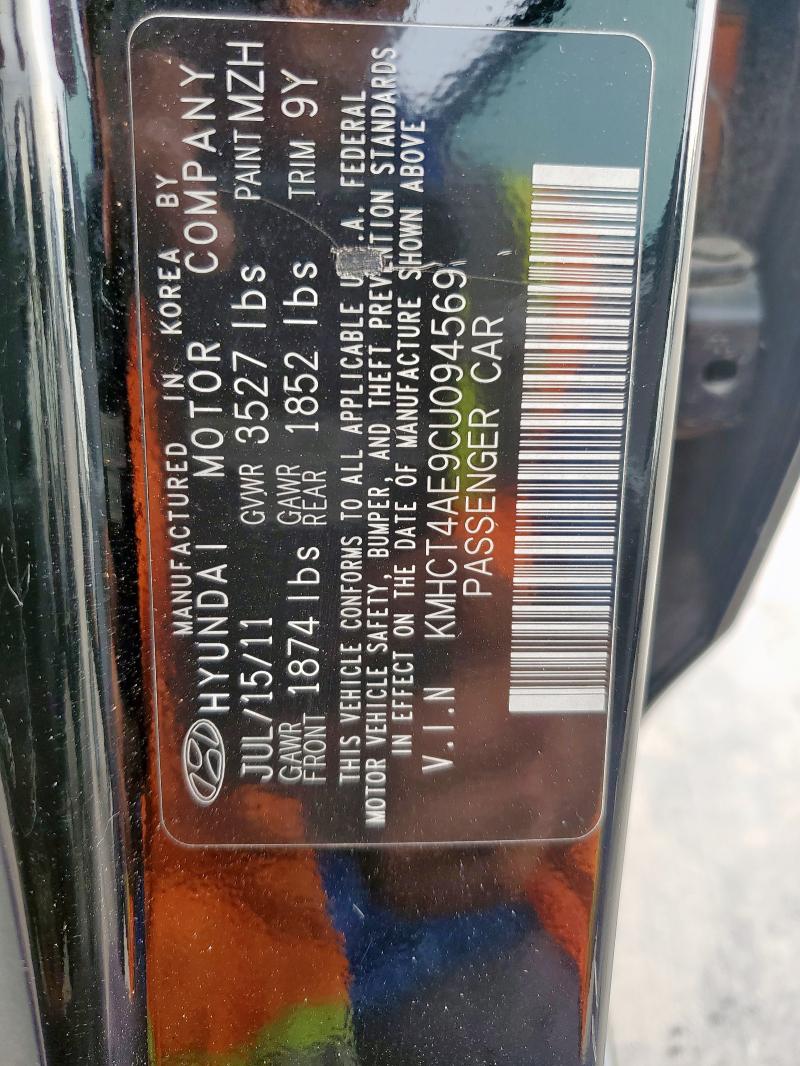 MANUFACTURED IN KOREA BY
HYUNDAI MOTOR COMPANY
JUL/15/11 GVWR 3527 lbs PAINT MZH
GAWR FRONT 1874 lbs GAWR REAR 1852 lbs TRIM 9Y
THIS VEHICLE CONFORMS TO ALL APPLICABLE U .A. FEDERAL
MOTOR VEHICLE SAFETY, BUMPER, AND THEFT PREV TION STANDARDS
IN EFFECT ON THE DATE OF MANUFACTURE SHOWN ABOVE
V.I.N KMHCT4AE9CU094569
PASSENGER CAR